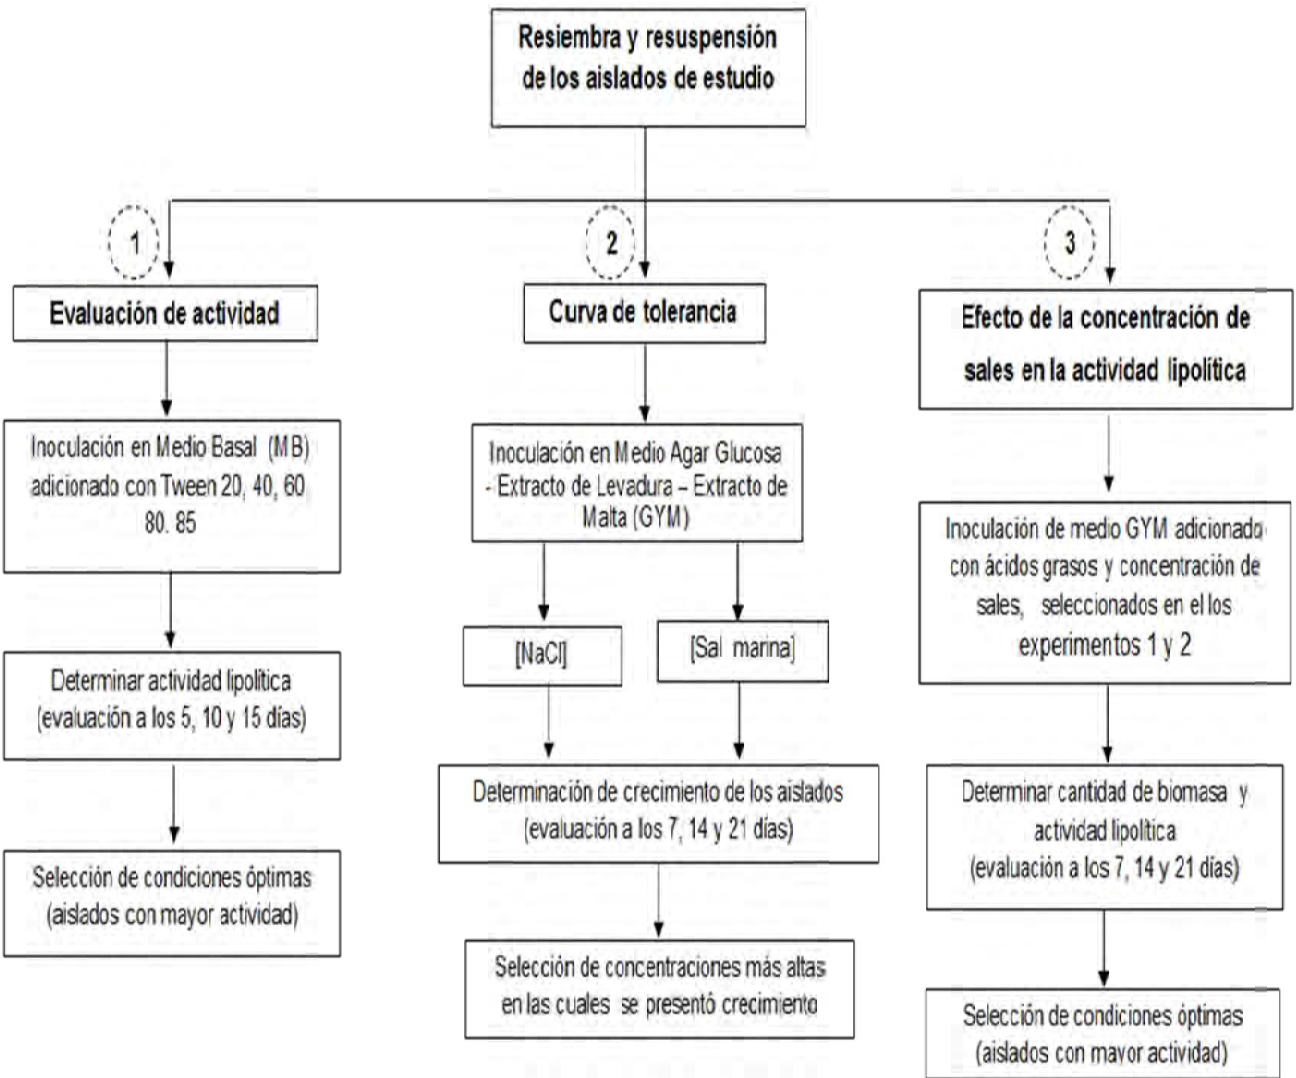 Resiembra y resuspensión
de los aislados de estudio
1
2
3
Evaluación de actividad
Inoculación en Medio Basal (MB)
adicionado con Tween 20, 40, 60
80. 85
Determinar actividad lipolítica
(evaluación a los 5, 10 y 15 días)
Selección de condiciones óptimas
(aislados con mayor actividad)
Curva de tolerancia
Inoculación en Medio Agar Glucosa
- Extracto de Levadura – Extracto de
Malta (GYM)
[NaCl]
[Sal marina]
Determinación de crecimiento de los aislados
(evaluación a los 7, 14 y 21 días)
Selección de concentraciones más altas
en las cuales se presentó crecimiento
Efecto de la concentración de
sales en la actividad lipolítica
Inoculación de medio GYM adicionado
con ácidos grasos y concentración de
sales, seleccionados en el los
experimentos 1 y 2
Determinar cantidad de biomasa y
actividad lipolítica
(evaluación a los 7, 14 y 21 días)
Selección de condiciones óptimas
(aislados con mayor actividad)